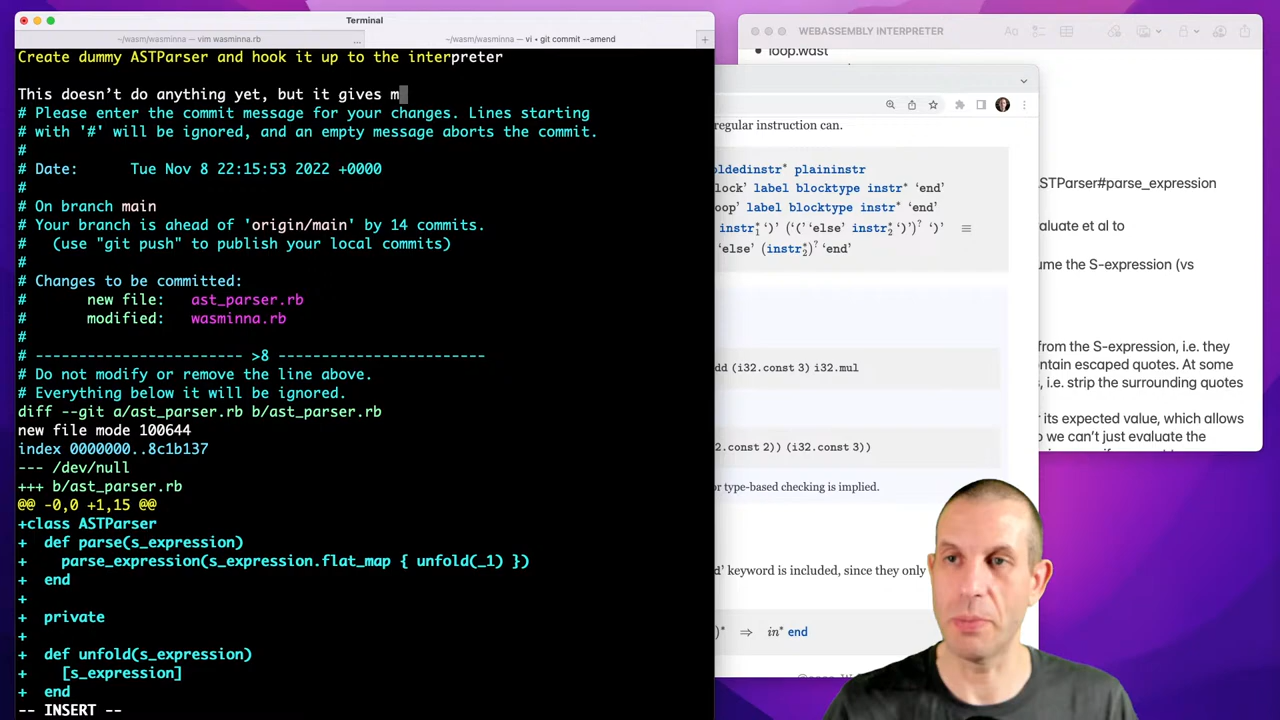 Terminal
~/wasm/wasminna — vim wasminna.rb
...
~/wasm/wasminna — vi • git commit --amend
+
Create dummy ASTParser and hook it up to the interpreter
This doesn’t do anything yet, but it gives m
# Please enter the commit message for your changes. Lines starting
# with '#' will be ignored, and an empty message aborts the commit.
#
# Date:      Tue Nov 8 22:15:53 2022 +0000
#
# On branch main
# Your branch is ahead of 'origin/main' by 14 commits.
#   (use "git push" to publish your local commits)
#
# Changes to be committed:
#       new file:   ast_parser.rb
#       modified:   wasminna.rb
#
# ------------------------ >8 ------------------------
# Do not modify or remove the line above.
# Everything below it will be ignored.
diff --git a/ast_parser.rb b/ast_parser.rb
new file mode 100644
index 0000000..8c1b137
--- /dev/null
+++ b/ast_parser.rb
@@ -0,0 +1,15 @@
+class ASTParser
+  def parse(s_expression)
+    parse_expression(s_expression.flat_map { unfold(_1) })
+  end
+
+  private
+
+  def unfold(s_expression)
+    [s_expression]
+  end
-- INSERT --
WEBASSEMBLY INTERPRETER
Aa
• loop.wast
regular instruction can.
oldedinstr* plaininstr
lock’ label blocktype instr* ‘end’
oop’ label blocktype instr* ‘end’
instr₁* ‘)’ (‘(’ ‘else’ instr₂* ‘)’)? ‘)’
‘else’ (instr₂*)? ‘end’
dd (i32.const 3) i32.mul
const 2)) (i32.const 3))
or type-based checking is implied.
d’ keyword is included, since they only
)* ⇒ in* end
ASTParser#parse_expression
aluate et al to
ume the S-expression (vs
from the S-expression, i.e. they
ntain escaped quotes. At some
s, i.e. strip the surrounding quotes
r its expected value, which allows
o we can’t just evaluate the